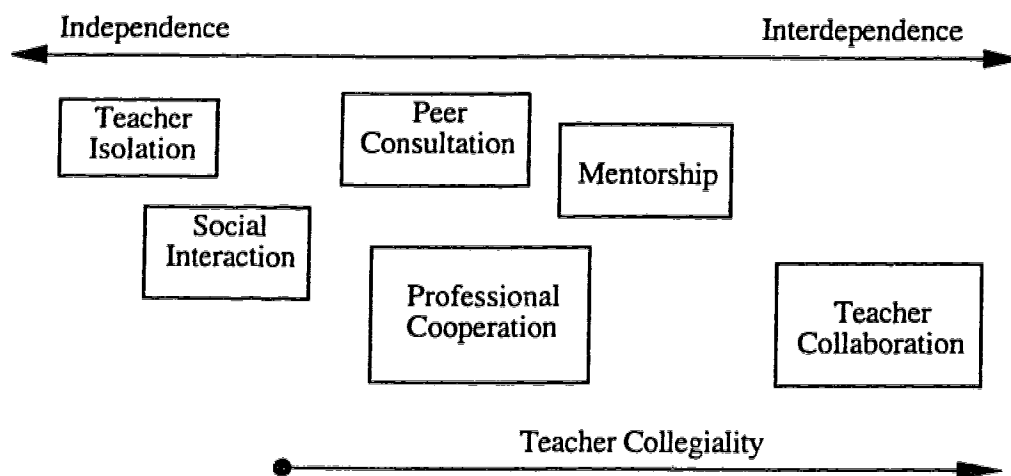 Independence
Interdependence
Teacher
Isolation
Peer
Consultation
Mentorship
Social
Interaction
Professional
Cooperation
Teacher
Collaboration
Teacher Collegiality